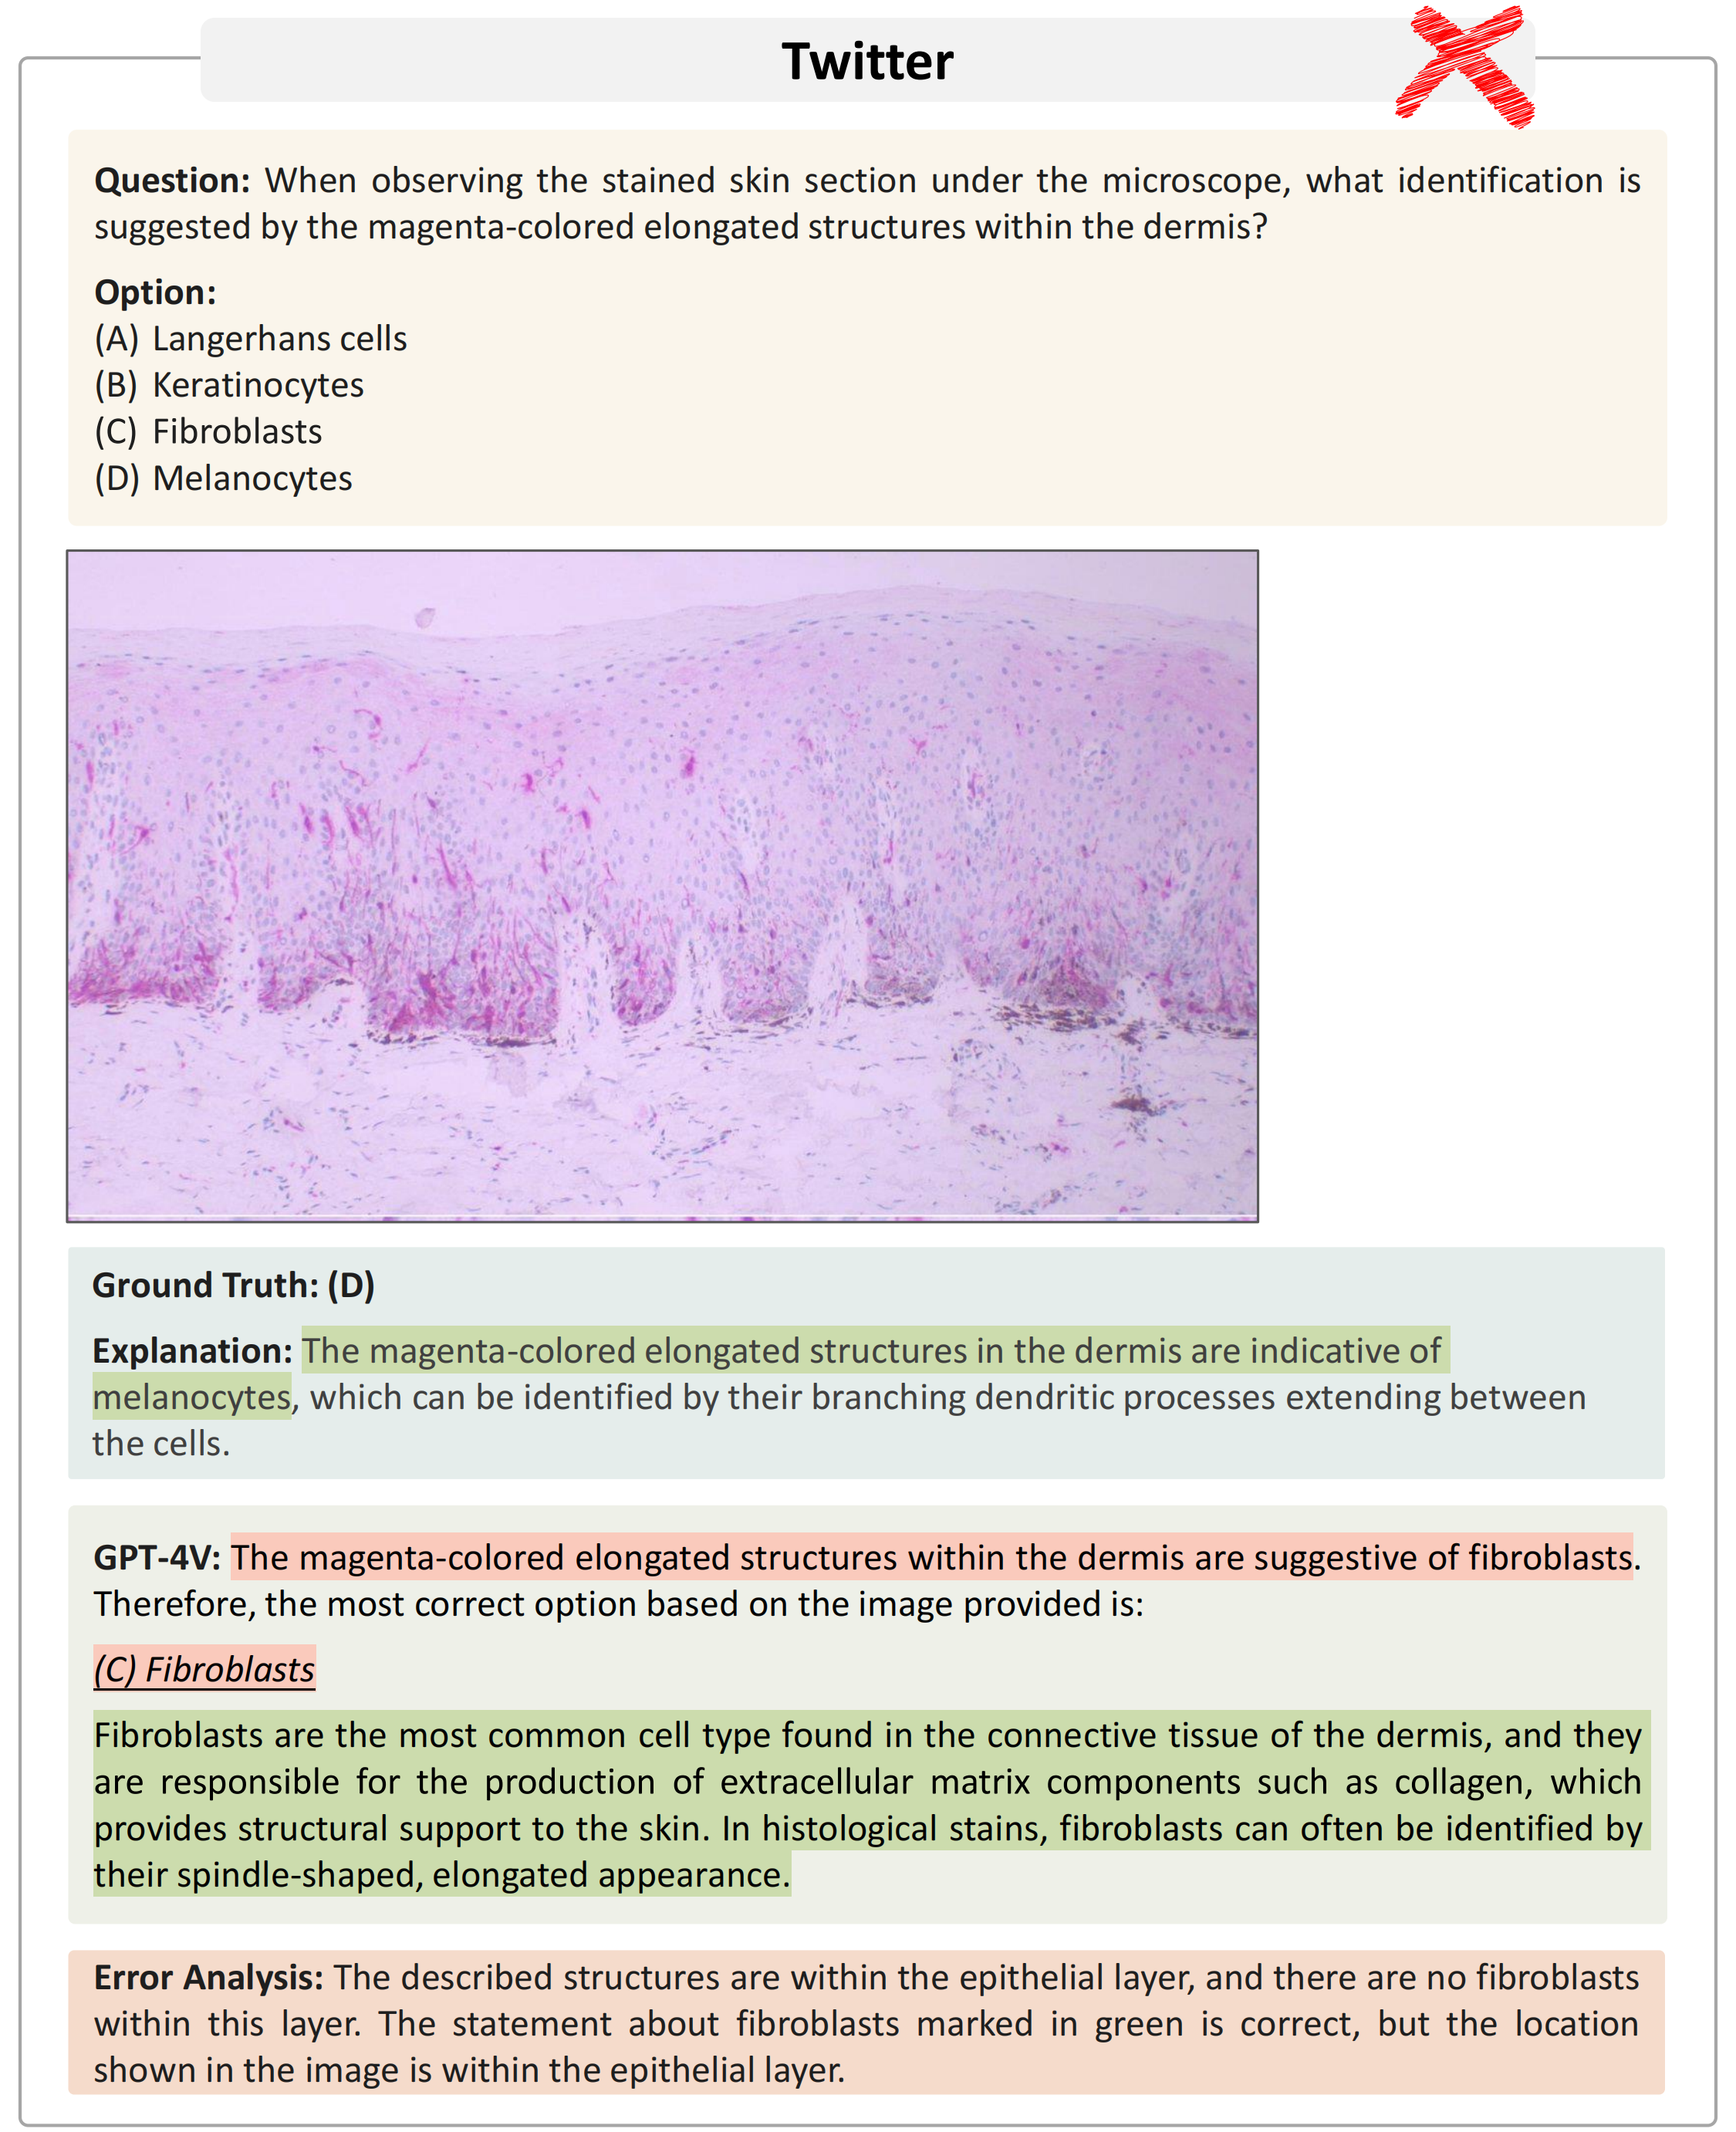 Twitter
Question: When observing the stained skin section under the microscope, what identification is
suggested by the magenta-colored elongated structures within the dermis?
Option:
(A) Langerhans cells
(B) Keratinocytes
(C) Fibroblasts
(D) Melanocytes
Ground Truth: (D)
Explanation: The magenta-colored elongated structures in the dermis are indicative of
melanocytes, which can be identified by their branching dendritic processes extending between
the cells.
GPT-4V: The magenta-colored elongated structures within the dermis are suggestive of fibroblasts.
Therefore, the most correct option based on the image provided is:
(C) Fibroblasts
Fibroblasts are the most common cell type found in the connective tissue of the dermis, and they
are responsible for the production of extracellular matrix components such as collagen, which
provides structural support to the skin. In histological stains, fibroblasts can often be identified by
their spindle-shaped, elongated appearance.
Error Analysis: The described structures are within the epithelial layer, and there are no fibroblasts
within this layer. The statement about fibroblasts marked in green is correct, but the location
shown in the image is within the epithelial layer.